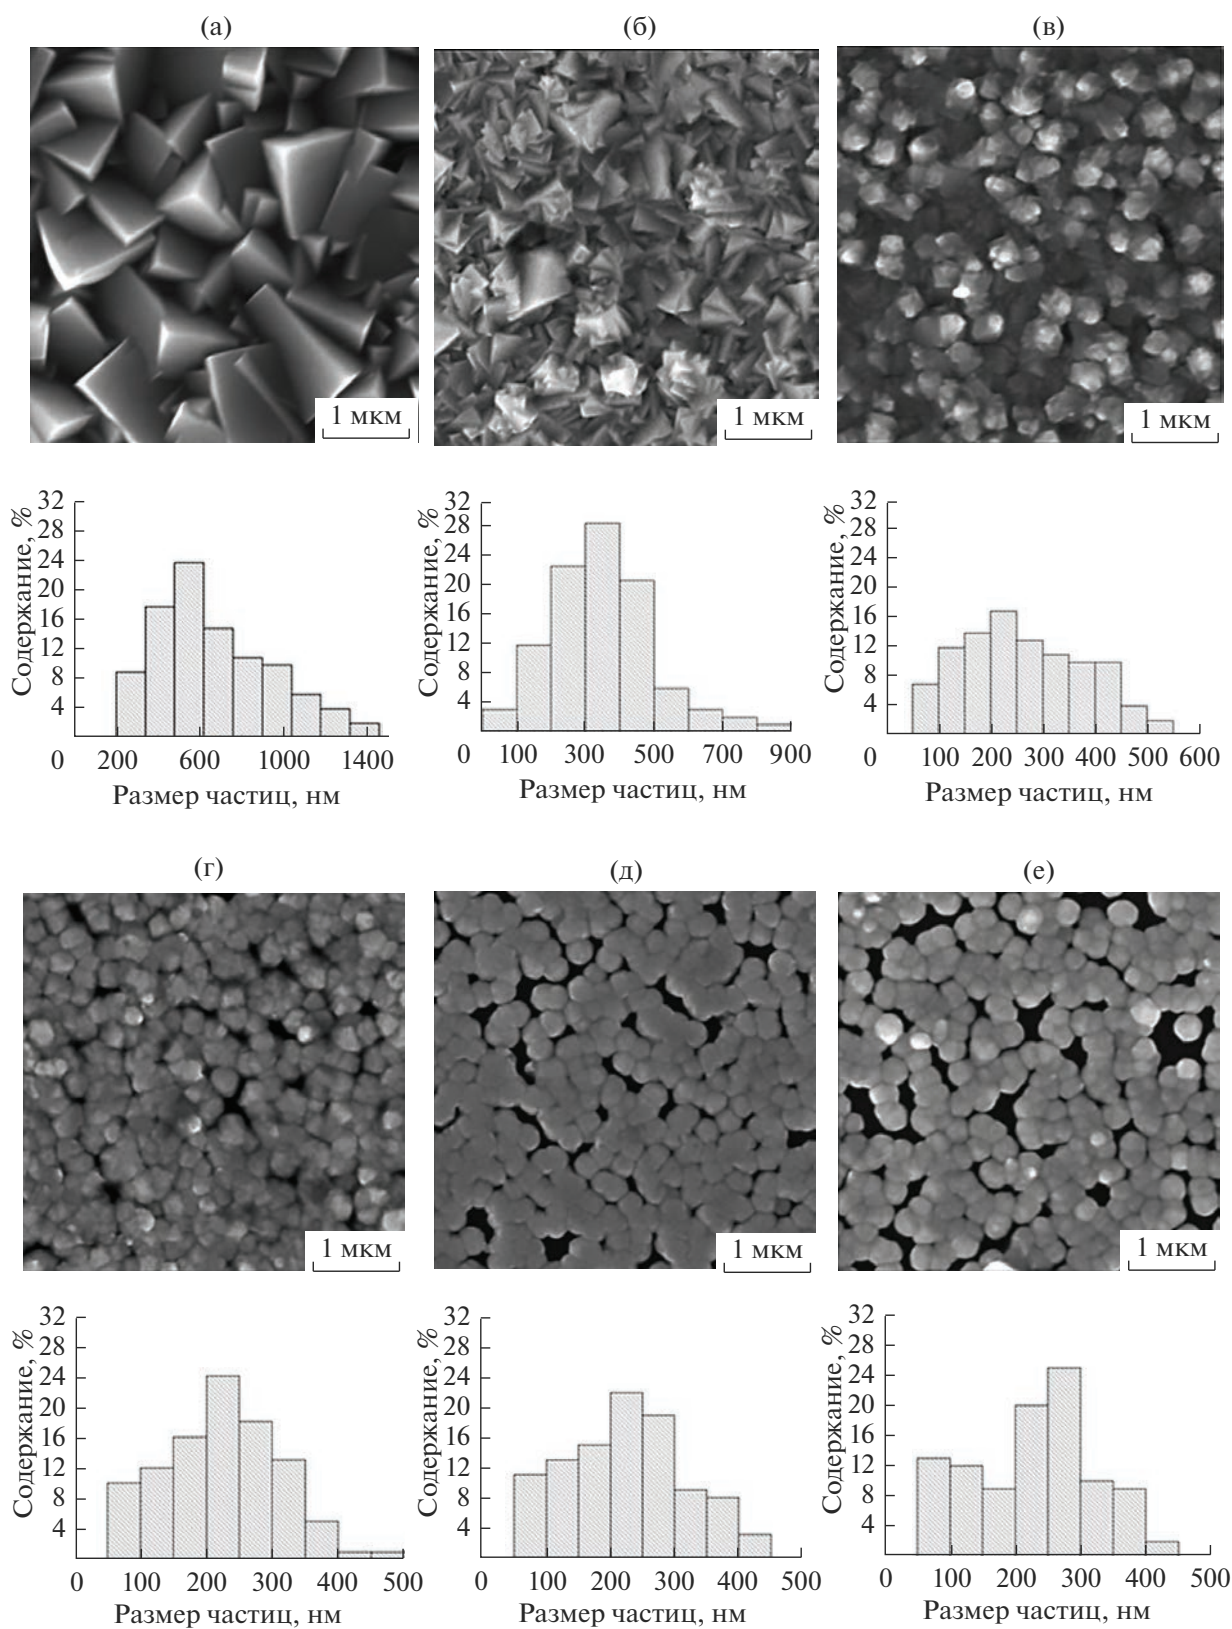 (а)
(б)
(в)
1 мкм
1 мкм
1 мкм
Содержание, %
32
28
24
20
16
12
8
4
0 200 600 1000 1400
Размер частиц, нм
Содержание, %
32
28
24
20
16
12
8
4
0 100 300 500 700 900
Размер частиц, нм
Содержание, %
32
28
24
20
16
12
8
4
0 100 200 300 400 500 600
Размер частиц, нм
(г)
(д)
(е)
1 мкм
1 мкм
1 мкм
Содержание, %
32
28
24
20
16
12
8
4
0 100 200 300 400 500
Размер частиц, нм
Содержание, %
32
28
24
20
16
12
8
4
0 100 200 300 400 500
Размер частиц, нм
Содержание, %
32
28
24
20
16
12
8
4
0 100 200 300 400 500
Размер частиц, нм